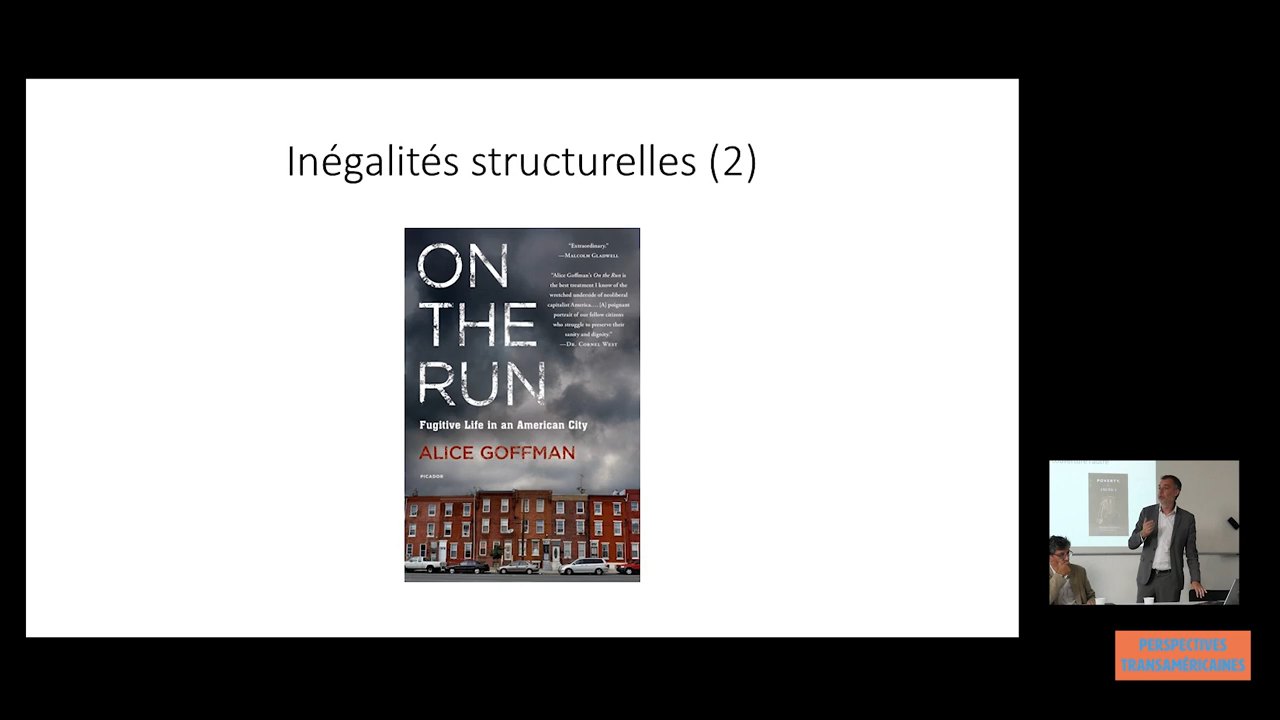 Inégalités structurelles (2)
ON
THE
RUN
"Extraordinary."
—MALCOLM GLADWELL
"Alice Goffman's On the Run is
the best treatment I know of the
wretched underside of neoliberal
capitalist America.... [A] poignant
portrait of our fellow citizens
who struggle to preserve their
sanity and dignity."
—DR. CORNEL WEST
Fugitive Life in an American City
ALICE GOFFMAN
PICADOR
POVERTY
PERSPECTIVES
TRANSAMÉRICAINES